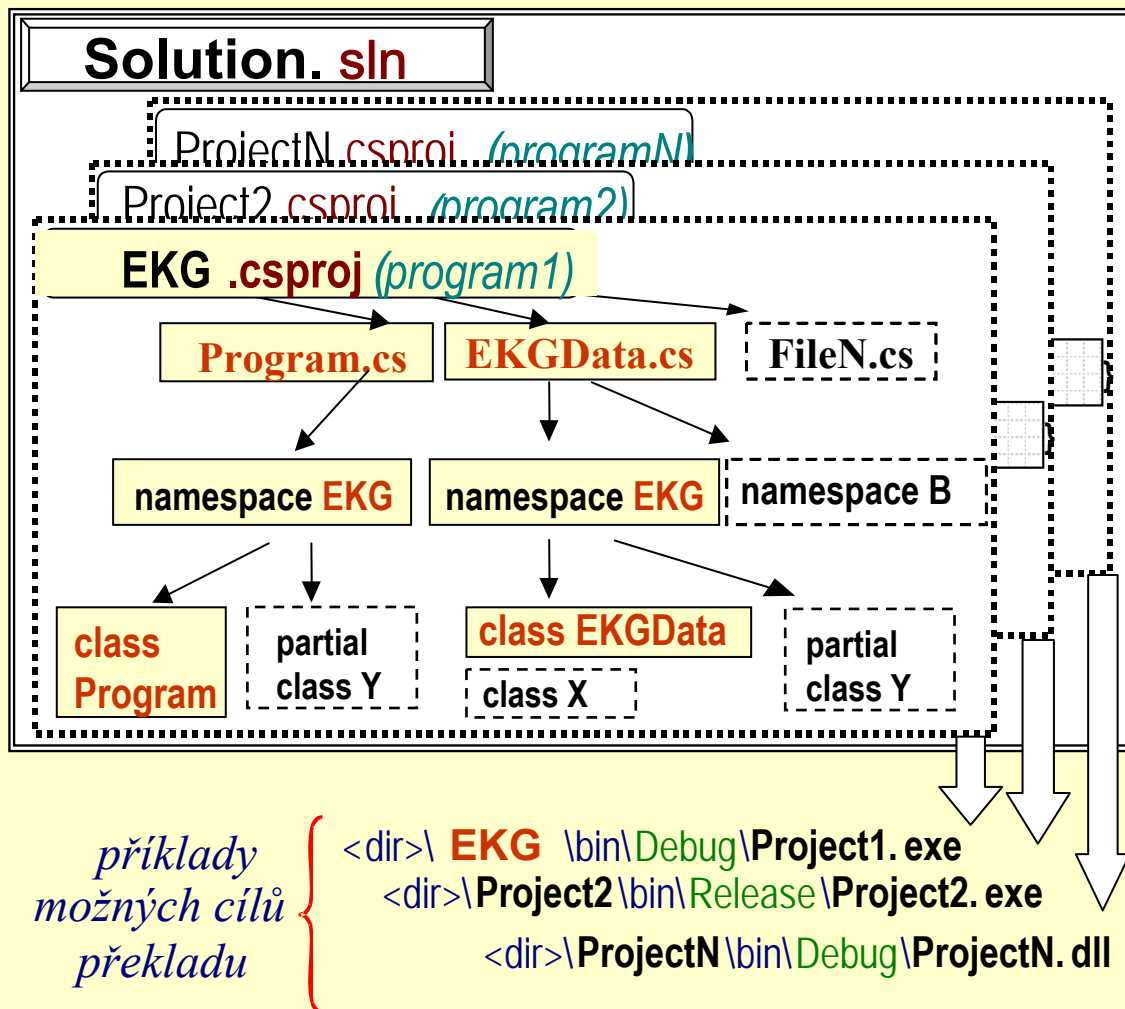 Solution. sln
ProjectN.csproj (programN)
Project2.csproj (program2)
EKG .csproj (program1)
Program.cs EKGData.cs FileN.cs
namespace EKG namespace EKG namespace B
class Program
partial class Y
class EKGData
class X
partial class Y
}
}
příklady
možných cílů
překladu
<dir>\ EKG \bin\Debug\Project1. exe
<dir>\Project2\bin\Release\Project2. exe
<dir>\ProjectN\bin\Debug\ProjectN. dll